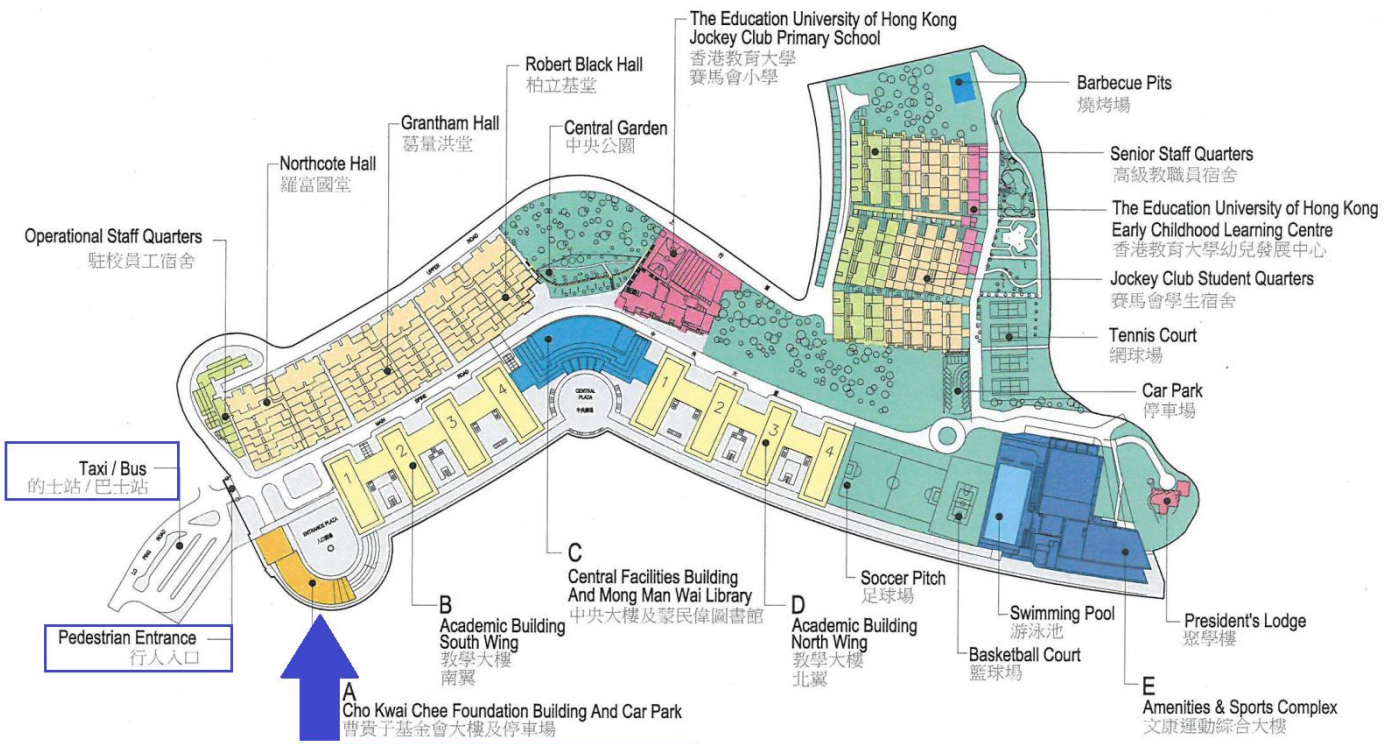 The Education University of Hong Kong
Jockey Club Primary School
香港教育大學
賽馬會小學
Robert Black Hall
柏立基堂
Barbecue Pits
燒烤場
Grantham Hall
葛量洪堂
Central Garden
中央公園
Northcote Hall
羅富國堂
Senior Staff Quarters
高級教職員宿舍
The Education University of Hong Kong
Early Childhood Learning Centre
香港教育大學幼兒發展中心
Operational Staff Quarters
駐校員工宿舍
Jockey Club Student Quarters
賽馬會學生宿舍
Tennis Court
網球場
Car Park
停車場
UPPER ROAD
MAIN SPINE ROAD
CENTRAL
PLAZA
中央廣場
1
2
3
4
1
2
3
4
Taxi / Bus
的士站 / 巴士站
LO PING ROAD
ENTRANCE PLAZA
入口廣場
Pedestrian Entrance
行人入口
A
Cho Kwai Chee Foundation Building And Car Park
曹貴子基金會大樓及停車場
B
Academic Building
South Wing
教學大樓
南翼
C
Central Facilities Building
And Mong Man Wai Library
中央大樓及蒙民偉圖書館
D
Academic Building
North Wing
教學大樓
北翼
Soccer Pitch
足球場
Basketball Court
籃球場
Swimming Pool
游泳池
President's Lodge
聚學樓
E
Amenities & Sports Complex
文康運動綜合大樓